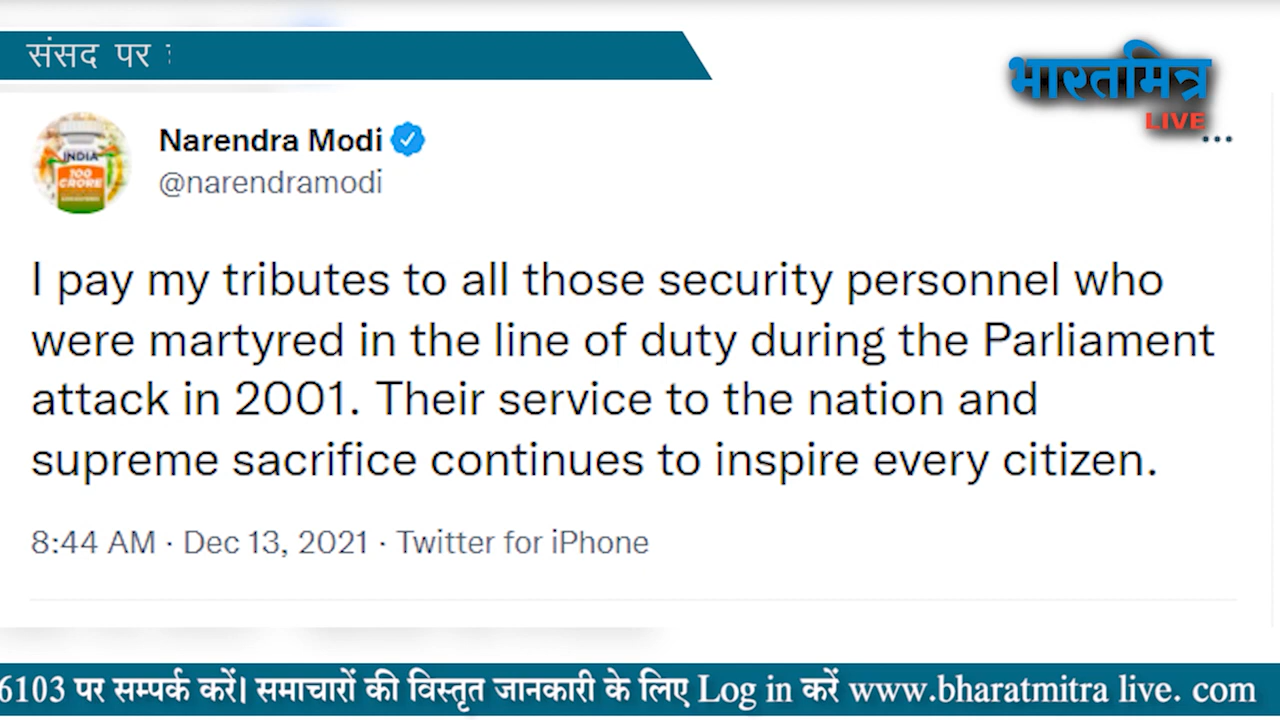 संसद पर
भारतमित्र
LIVE
...
INDIA
100
CRORE
Narendra Modi
@narendramodi
I pay my tributes to all those security personnel who
were martyred in the line of duty during the Parliament
attack in 2001. Their service to the nation and
supreme sacrifice continues to inspire every citizen.
8:44 AM · Dec 13, 2021 · Twitter for iPhone
6103 पर सम्पर्क करें। समाचारों की विस्तृत जानकारी के लिए Log in करें www.bharatmitra live. com